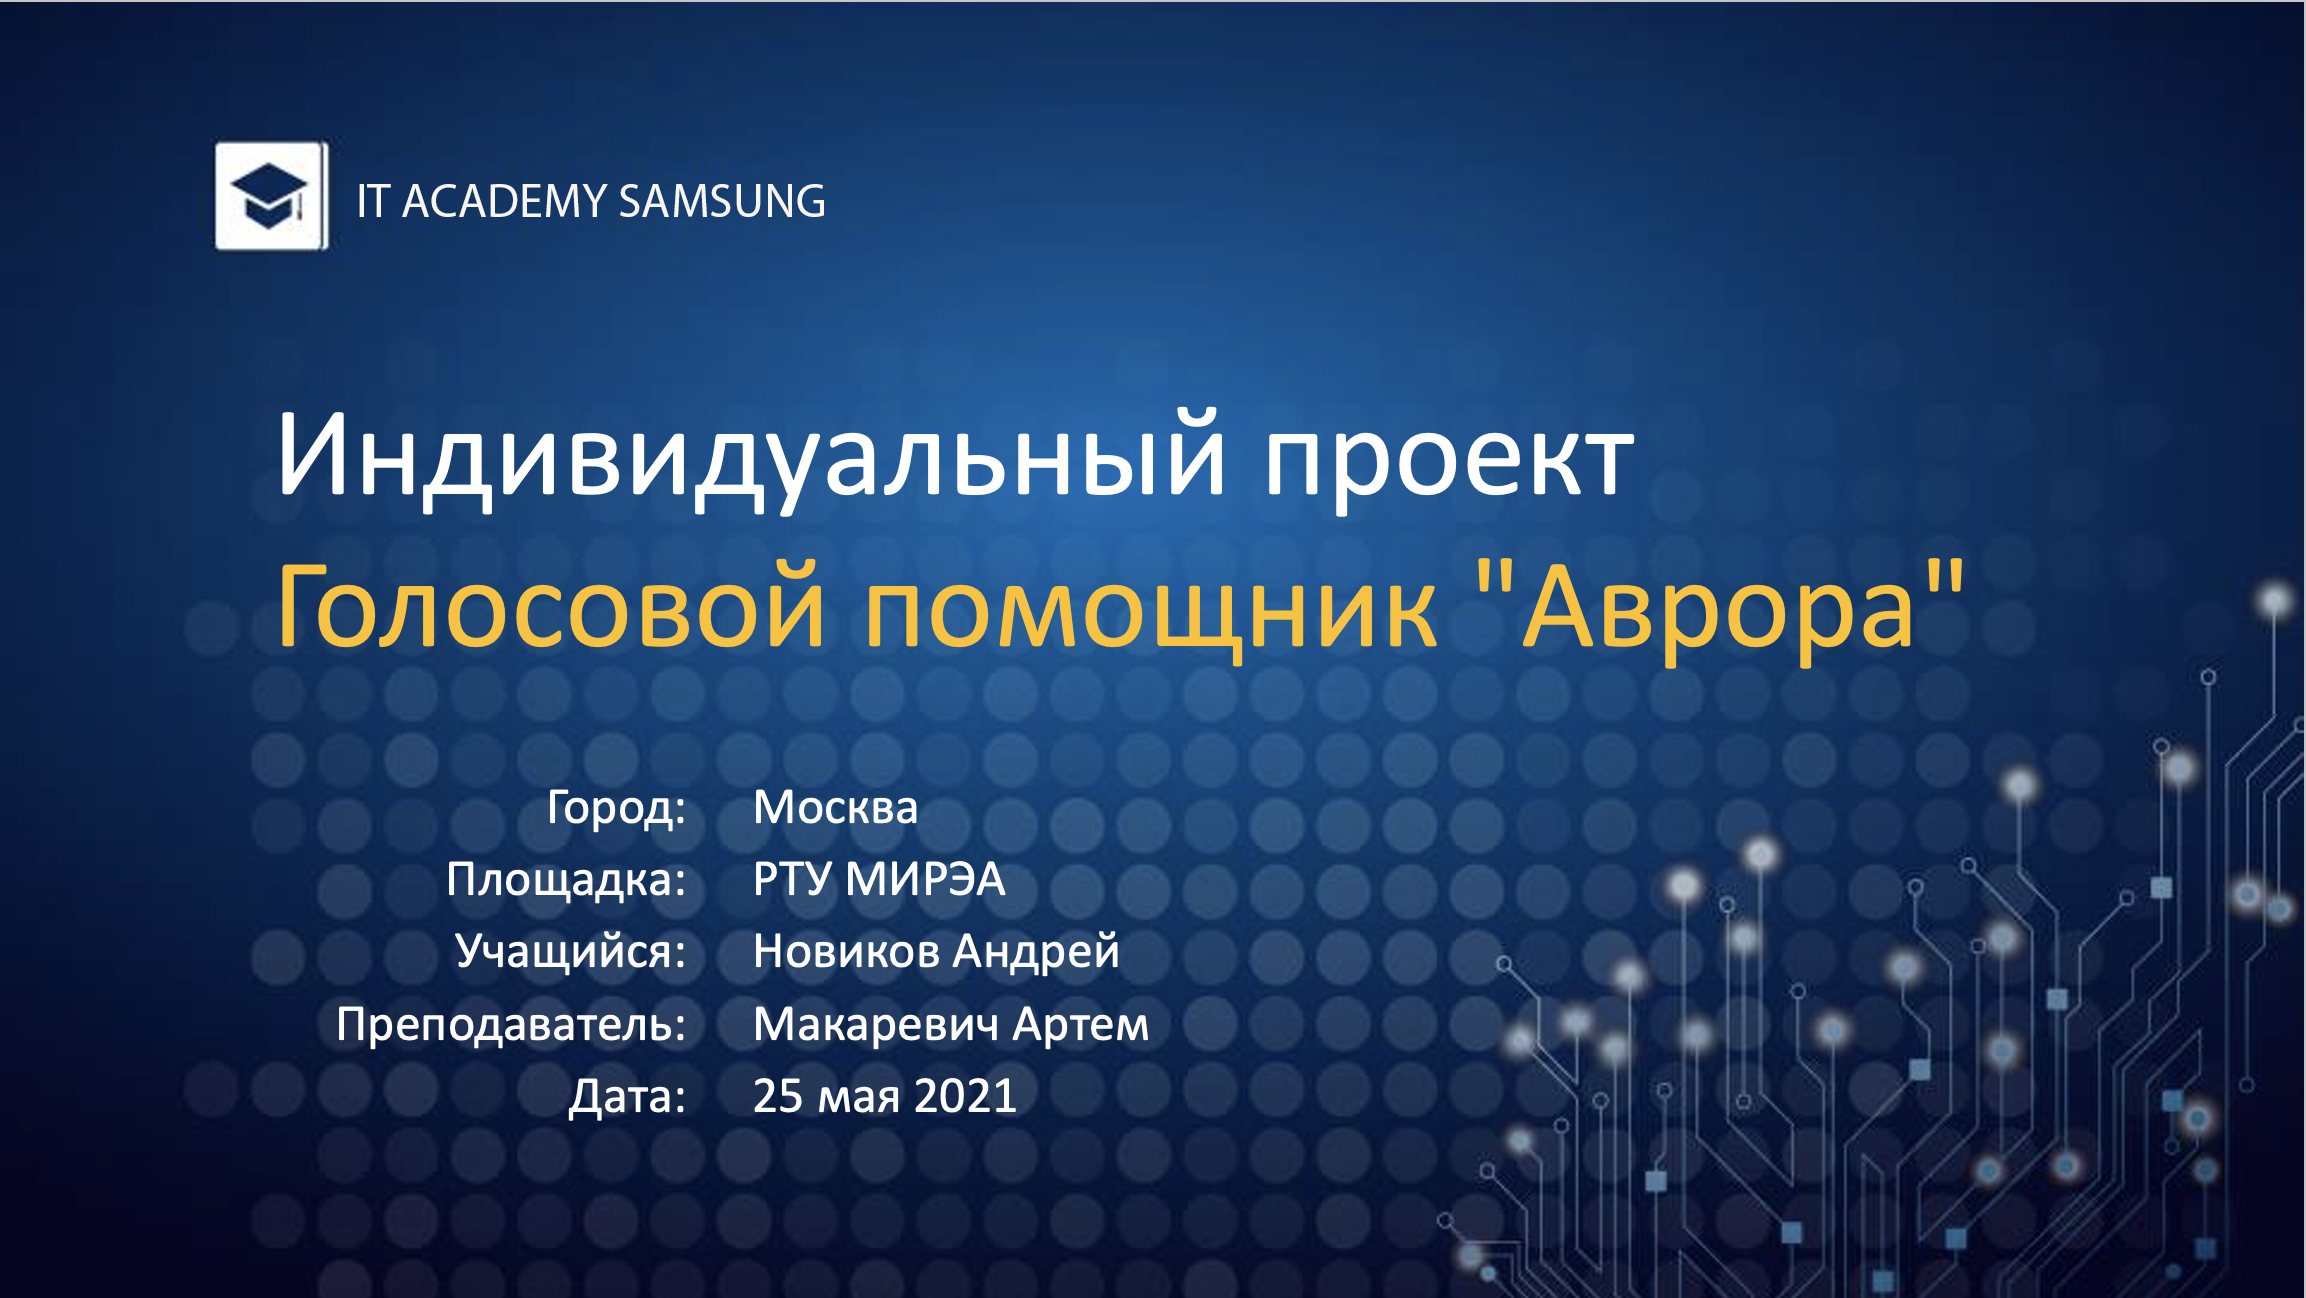 IT ACADEMY SAMSUNG
Индивидуальный проект
Голосовой помощник "Аврора"
Город: Москва
Площадка: РТУ МИРЭА
Учащийся: Новиков Андрей
Преподаватель: Макаревич Артем
Дата: 25 мая 2021